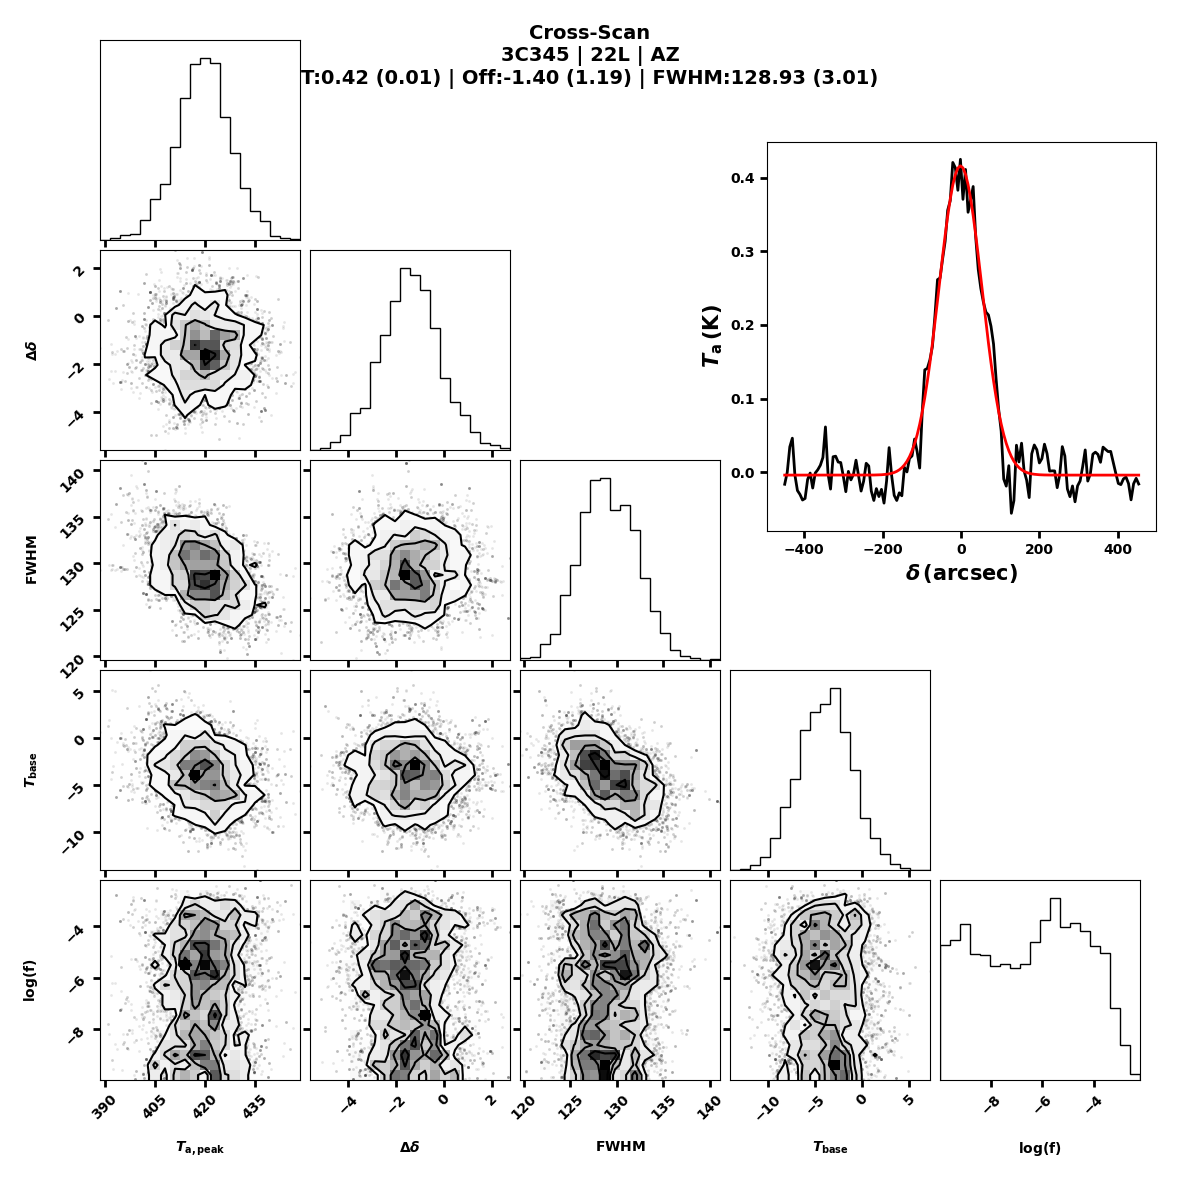 Cross-Scan
3C345 | 22L | AZ
T:0.42 (0.01) | Off:-1.40 (1.19) | FWHM:128.93 (3.01)
0.4
0.3
0.2
0.1
0.0
Ta (K)
−400 −200 0 200 400
δ (arcsec)
2
0
−2
−4
Δδ
140
135
130
125
120
FWHM
5
0
−5
−10
Tbase
−4
−6
−8
log(f)
390 405 420 435 −4 −2 0 2 120 125 130 135 140 −10 −5 0 5 −8 −6 −4
Ta,peak Δδ FWHM Tbase log(f)